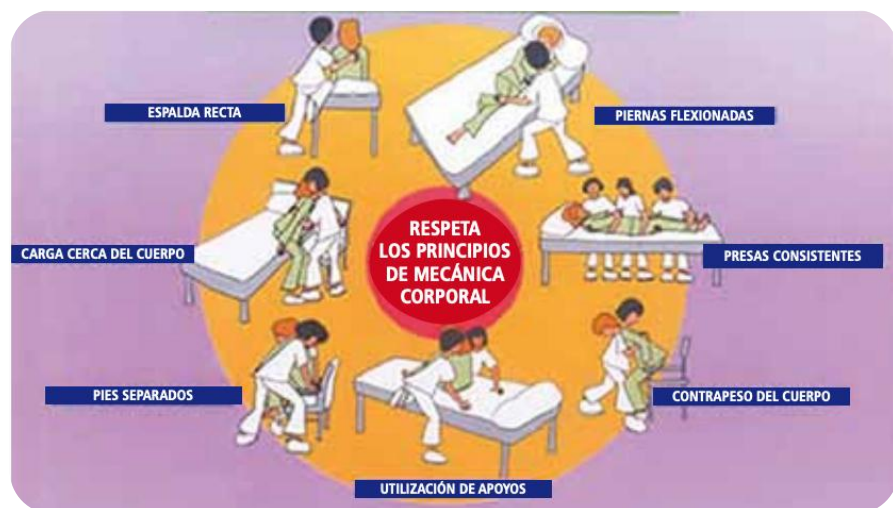 ESPALDA RECTA
PIERNAS FLEXIONADAS
RESPETA
LOS PRINCIPIOS
DE MECÁNICA
CORPORAL
CARGA CERCA DEL CUERPO
PRESAS CONSISTENTES
PIES SEPARADOS
CONTRAPESO DEL CUERPO
UTILIZACIÓN DE APOYOS